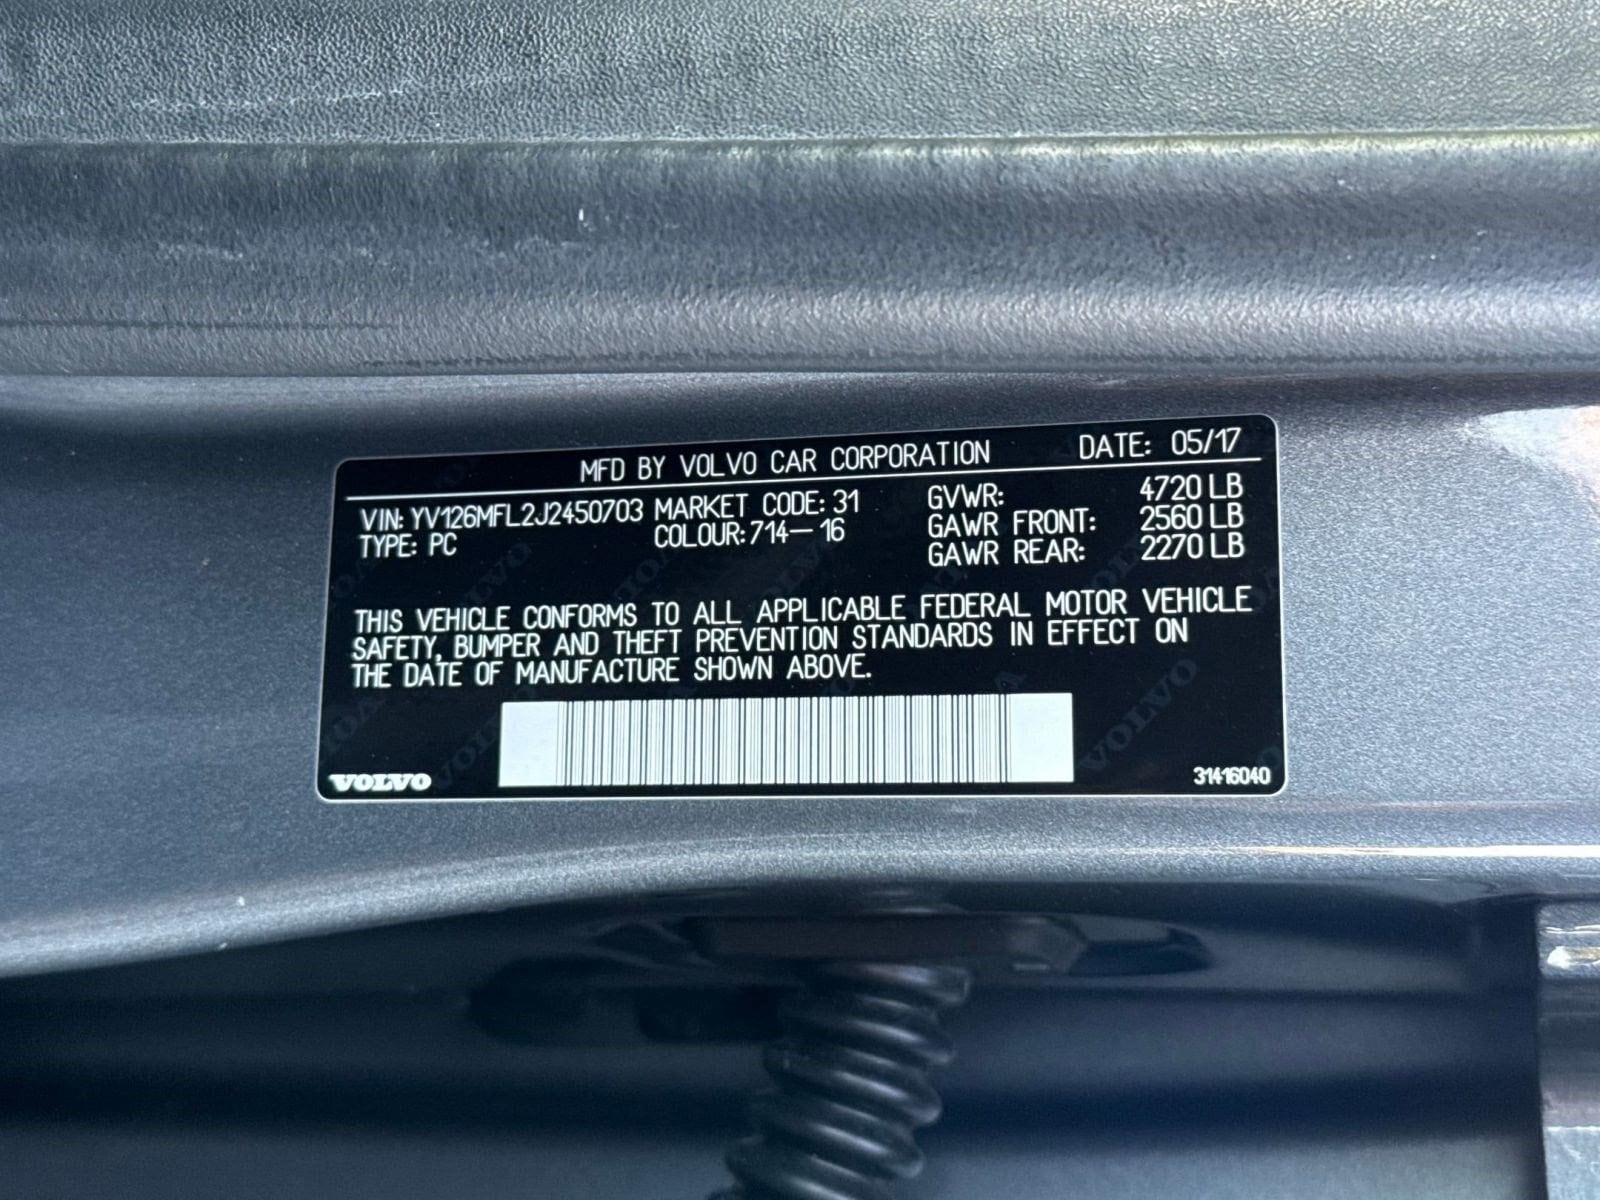 MFD BY VOLVO CAR CORPORATION DATE: 05/17
VIN: YV126MFL2J2450703 MARKET CODE: 31 GVWR: 4720 LB
TYPE: PC COLOUR: 714-16 GAWR FRONT: 2560 LB
GAWR REAR: 2270 LB
THIS VEHICLE CONFORMS TO ALL APPLICABLE FEDERAL MOTOR VEHICLE
SAFETY, BUMPER AND THEFT PREVENTION STANDARDS IN EFFECT ON
THE DATE OF MANUFACTURE SHOWN ABOVE.
VOLVO 31416040